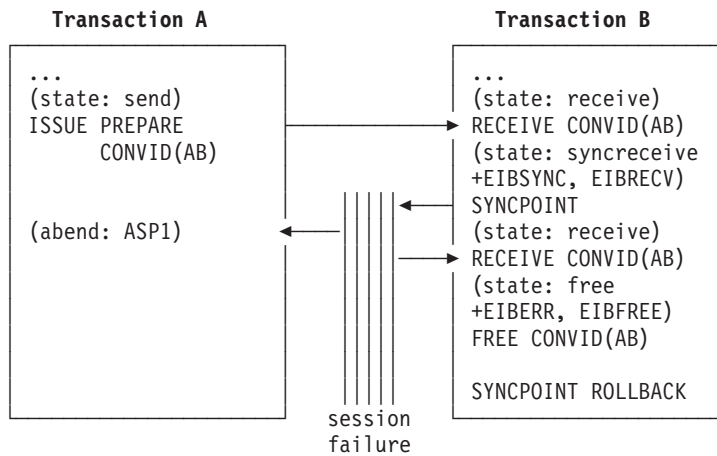 Transaction A
Transaction B
...
(state: send)
ISSUE PREPARE
CONVID(AB)
(abend: ASP1)
...
(state: receive)
RECEIVE CONVID(AB)
(state: syncreceive
+EIBSYNC, EIBRECV)
SYNCPOINT
(state: receive)
RECEIVE CONVID(AB)
(state: free
+EIBERR, EIBFREE)
FREE CONVID(AB)
SYNCPOINT ROLLBACK
session
failure